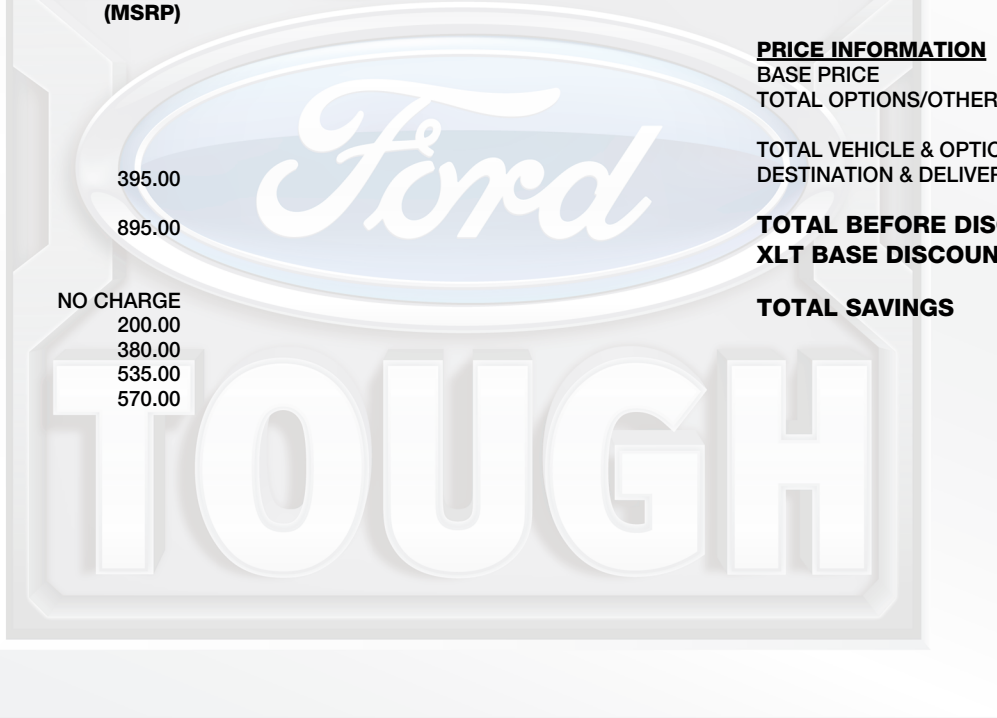 (MSRP)
395.00
895.00
NO CHARGE
200.00
380.00
535.00
570.00
PRICE INFORMATION
BASE PRICE
TOTAL OPTIONS/OTHER
TOTAL VEHICLE & OPTIO
DESTINATION & DELIVER
TOTAL BEFORE DIS
XLT BASE DISCOUN
TOTAL SAVINGS
Ford
TOUGH